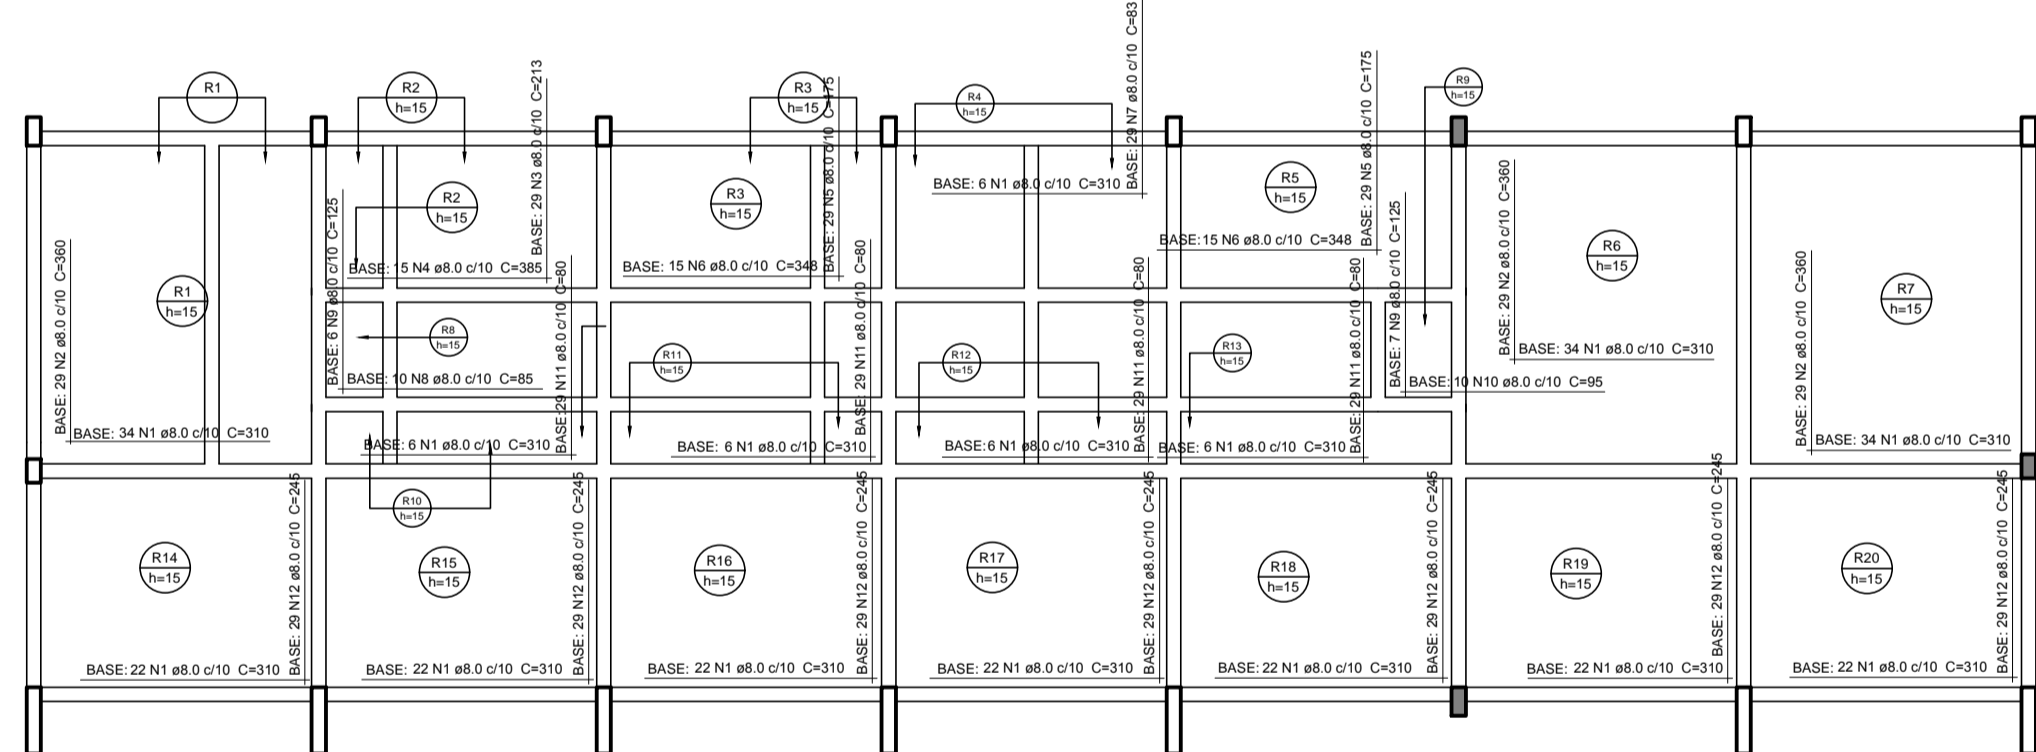 R1
R2
h=15
R3
h=15
R4
h=15
R9
h=15
BASE: 29 N3 ø8.0 c/10 C=213
BASE: 29 N5 ø8.0 c/10 C=175
BASE: 29 N7 ø8.0 c/10 C=83
BASE: 29 N5 ø8.0 c/10 C=175
R2
h=15
R3
h=15
BASE: 6 N1 ø8.0 c/10 C=310
R5
h=15
BASE: 15 N4 ø8.0 c/10 C=385
BASE: 15 N6 ø8.0 c/10 C=348
BASE: 15 N6 ø8.0 c/10 C=348
BASE: 29 N2 ø8.0 c/10 C=360
R1
h=15
BASE: 6 N9 ø8.0 c/10 C=125
R8
h=15
BASE: 10 N8 ø8.0 c/10 C=85
BASE: 29 N11 ø8.0 c/10 C=80
R11
h=15
BASE: 29 N11 ø8.0 c/10 C=80
R12
h=15
BASE: 29 N11 ø8.0 c/10 C=80
R13
h=15
BASE: 29 N11 ø8.0 c/10 C=80
BASE: 7 N9 ø8.0 c/10 C=125
BASE: 10 N10 ø8.0 c/10 C=95
BASE: 29 N2 ø8.0 c/10 C=360
R6
h=15
BASE: 34 N1 ø8.0 c/10 C=310
BASE: 29 N2 ø8.0 c/10 C=360
R7
h=15
BASE: 34 N1 ø8.0 c/10 C=310
BASE: 34 N1 ø8.0 c/10 C=310
BASE: 6 N1 ø8.0 c/10 C=310
BASE: 6 N1 ø8.0 c/10 C=310
BASE: 6 N1 ø8.0 c/10 C=310
BASE: 6 N1 ø8.0 c/10 C=310
R10
h=15
R14
h=15
BASE: 29 N12 ø8.0 c/10 C=245
R15
h=15
BASE: 29 N12 ø8.0 c/10 C=245
R16
h=15
BASE: 29 N12 ø8.0 c/10 C=245
R17
h=15
BASE: 29 N12 ø8.0 c/10 C=245
R18
h=15
BASE: 29 N12 ø8.0 c/10 C=245
R19
h=15
BASE: 29 N12 ø8.0 c/10 C=245
R20
h=15
BASE: 29 N12 ø8.0 c/10 C=245
BASE: 22 N1 ø8.0 c/10 C=310
BASE: 22 N1 ø8.0 c/10 C=310
BASE: 22 N1 ø8.0 c/10 C=310
BASE: 22 N1 ø8.0 c/10 C=310
BASE: 22 N1 ø8.0 c/10 C=310
BASE: 22 N1 ø8.0 c/10 C=310
BASE: 22 N1 ø8.0 c/10 C=310